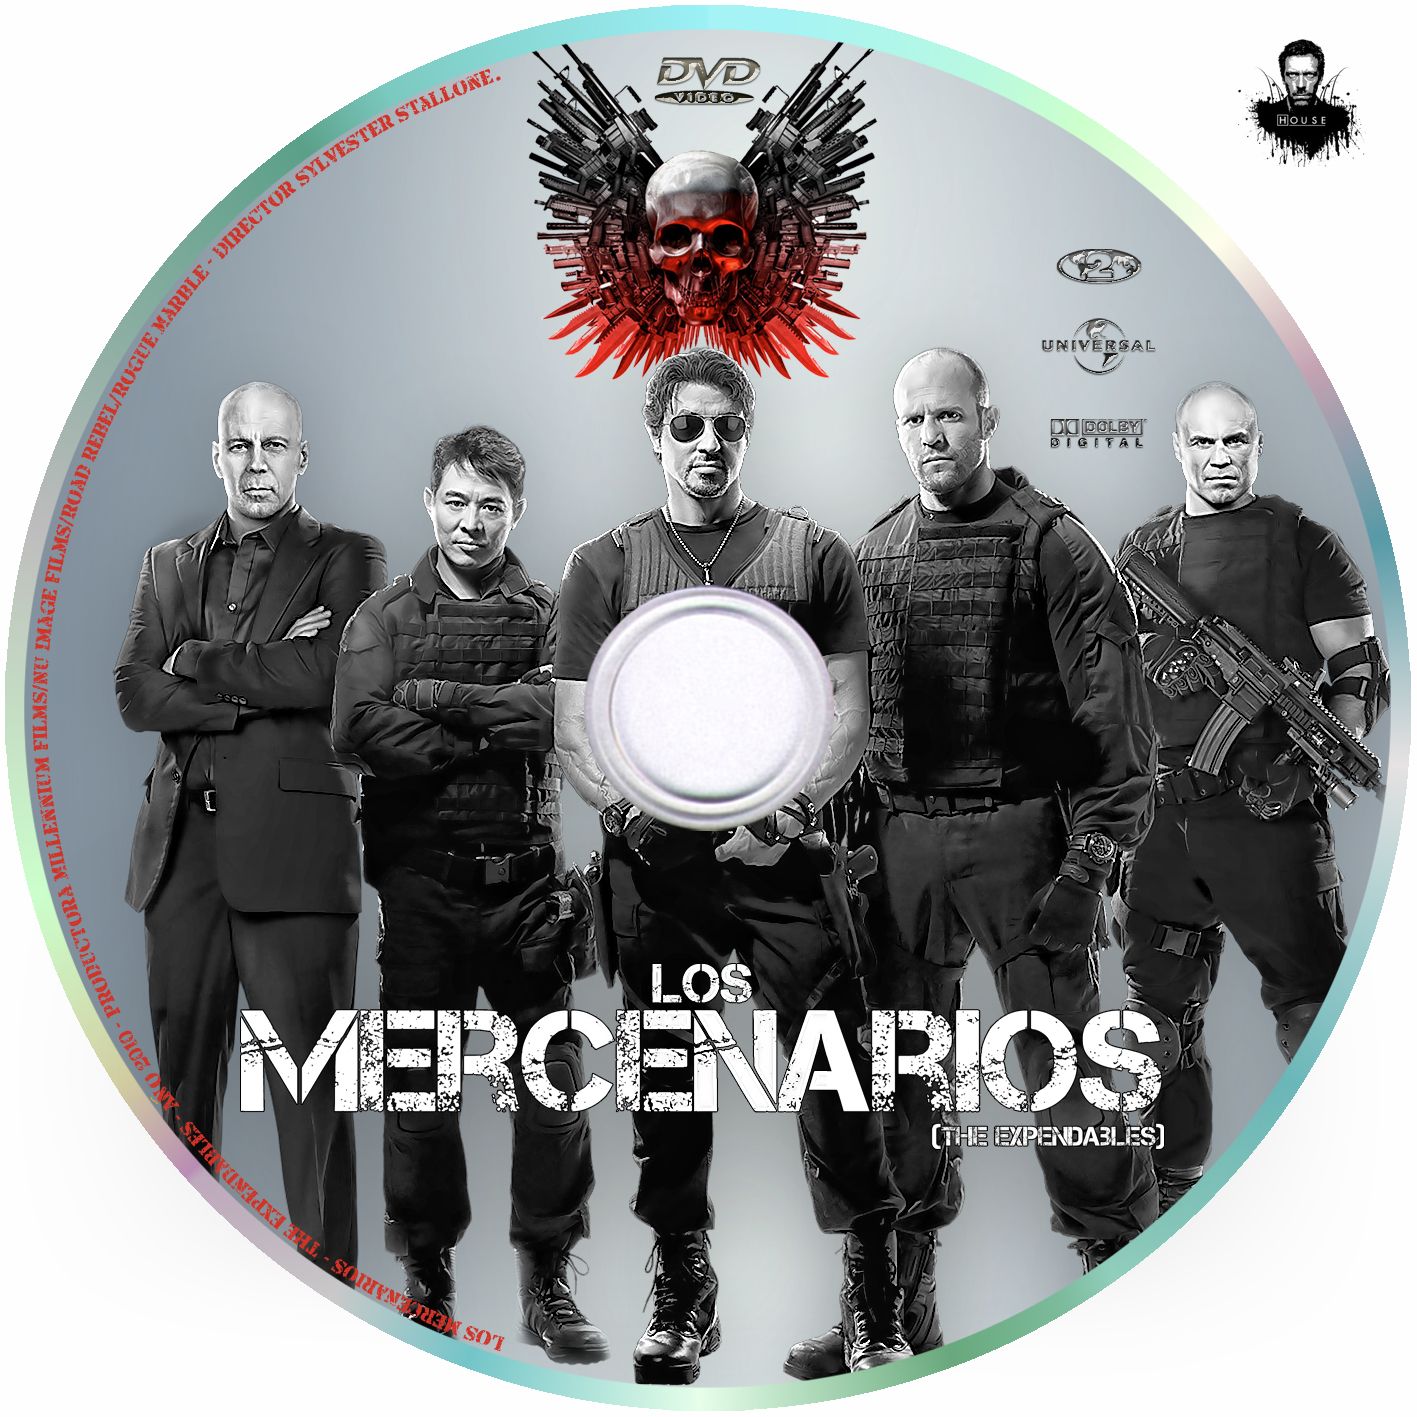 DVD
VIDEO
HOUSE
2
UNIVERSAL
DOLBY
DIGITAL
LOS
MERCENARIOS
(THE EXPENDABLES)
LOS MERCENARIOS - THE EXPENDABLES - AÑO 2010 - PRODUCTORA MILLENNIUM FILMS/NU IMAGE FILMS/ROAD REBEL/ROGUE MARBLE - DIRECTOR SYLVESTER STALLONE.